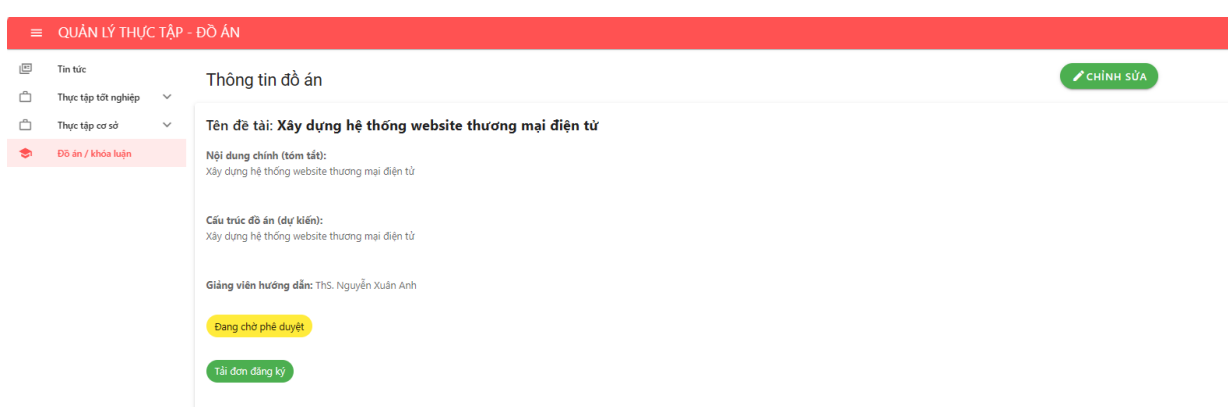 QUẢN LÝ THỰC TẬP - ĐỒ ÁN
Tin tức
Thực tập tốt nghiệp
Thực tập cơ sở
Đồ án / khóa luận
Thông tin đồ án
CHỈNH SỬA
Tên đề tài: Xây dựng hệ thống website thương mại điện tử
Nội dung chính (tóm tắt):
Xây dựng hệ thống website thương mại điện tử
Cấu trúc đồ án (dự kiến):
Xây dựng hệ thống website thương mại điện tử
Giảng viên hướng dẫn: ThS. Nguyễn Xuân Anh
Đang chờ phê duyệt
Tải đơn đăng ký